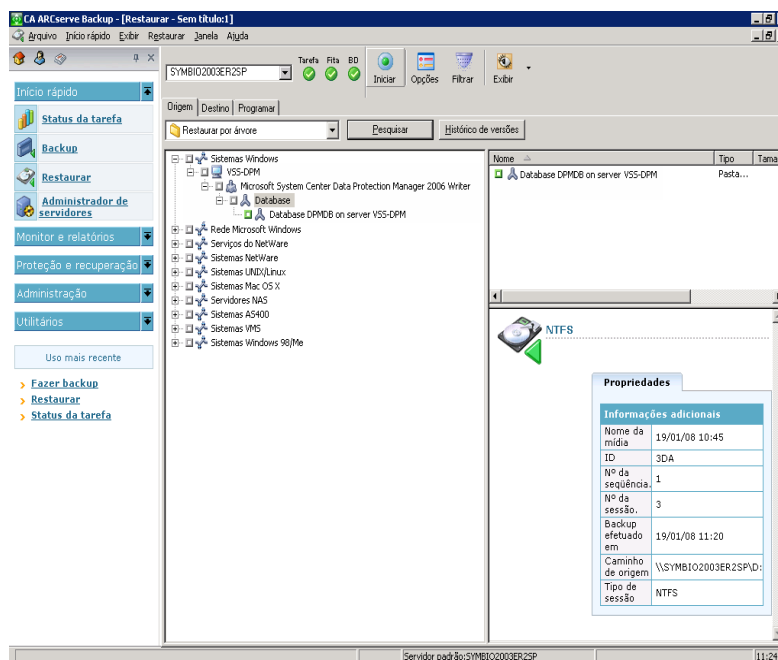 CA ARCserve Backup - [Restaurar - Sem título:1]
Arquivo Início rápido Exibir Restaurar Janela Ajuda
SYMBIO2003ER2SP
Tarefa Fita BD
Iniciar Opções Filtrar Exibir
Início rápido
Status da tarefa
Backup
Restaurar
Administrador de servidores
Monitor e relatórios
Proteção e recuperação
Administração
Utilitários
Uso mais recente
Fazer backup
Restaurar
Status da tarefa
Origem Destino Programar
Restaurar por árvore Pesquisar Histórico de versões
Sistemas Windows
VSS-DPM
Microsoft System Center Data Protection Manager 2006 Writer
Database
Database DPMDB on server VSS-DPM
Rede Microsoft Windows
Serviços do NetWare
Sistemas NetWare
Sistemas UNIX/Linux
Sistemas Mac OS X
Servidores NAS
Sistemas AS400
Sistemas VMS
Sistemas Windows 98/Me
Nome Tipo Tama
Database DPMDB on server VSS-DPM Pasta...
NTFS
Propriedades
Informações adicionais
Nome da mídia 19/01/08 10:45
ID 3DA
Nº da seqüência. 1
Nº da sessão. 3
Backup efetuado em 19/01/08 11:20
Caminho de origem \\SYMBIO2003ER2SP\D:
Tipo de sessão NTFS
Servidor padrão:SYMBIO2003ER2SP 11:24